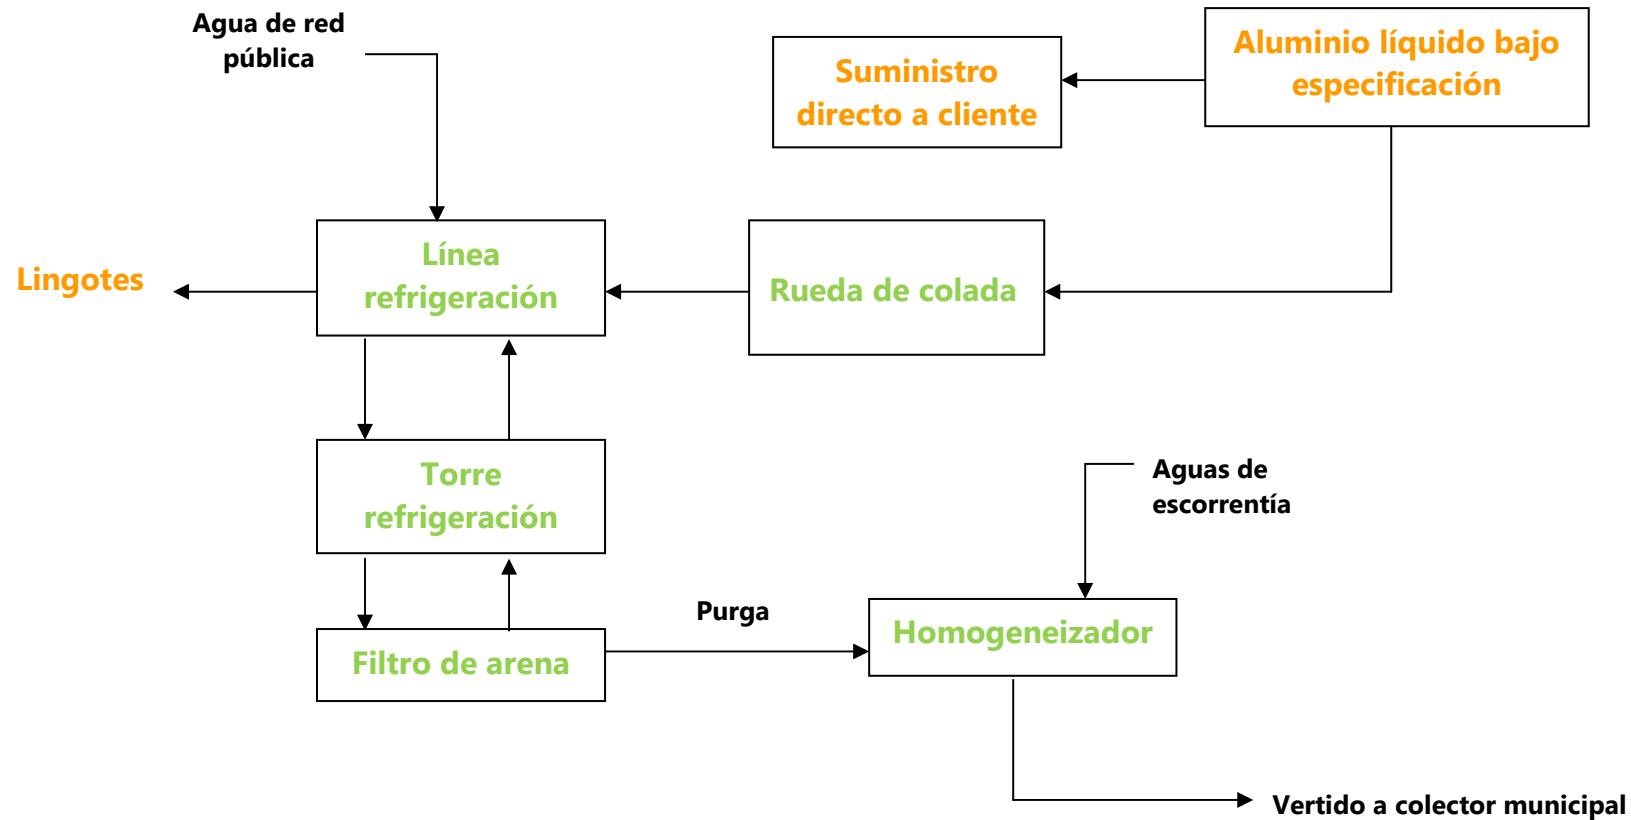 Agua de red
pública
Suministro
directo a cliente
Aluminio líquido bajo
especificación
Lingotes
Línea
refrigeración
Rueda de colada
Torre
refrigeración
Aguas de
escorrentía
Purga
Filtro de arena
Homogeneizador
Vertido a colector municipal